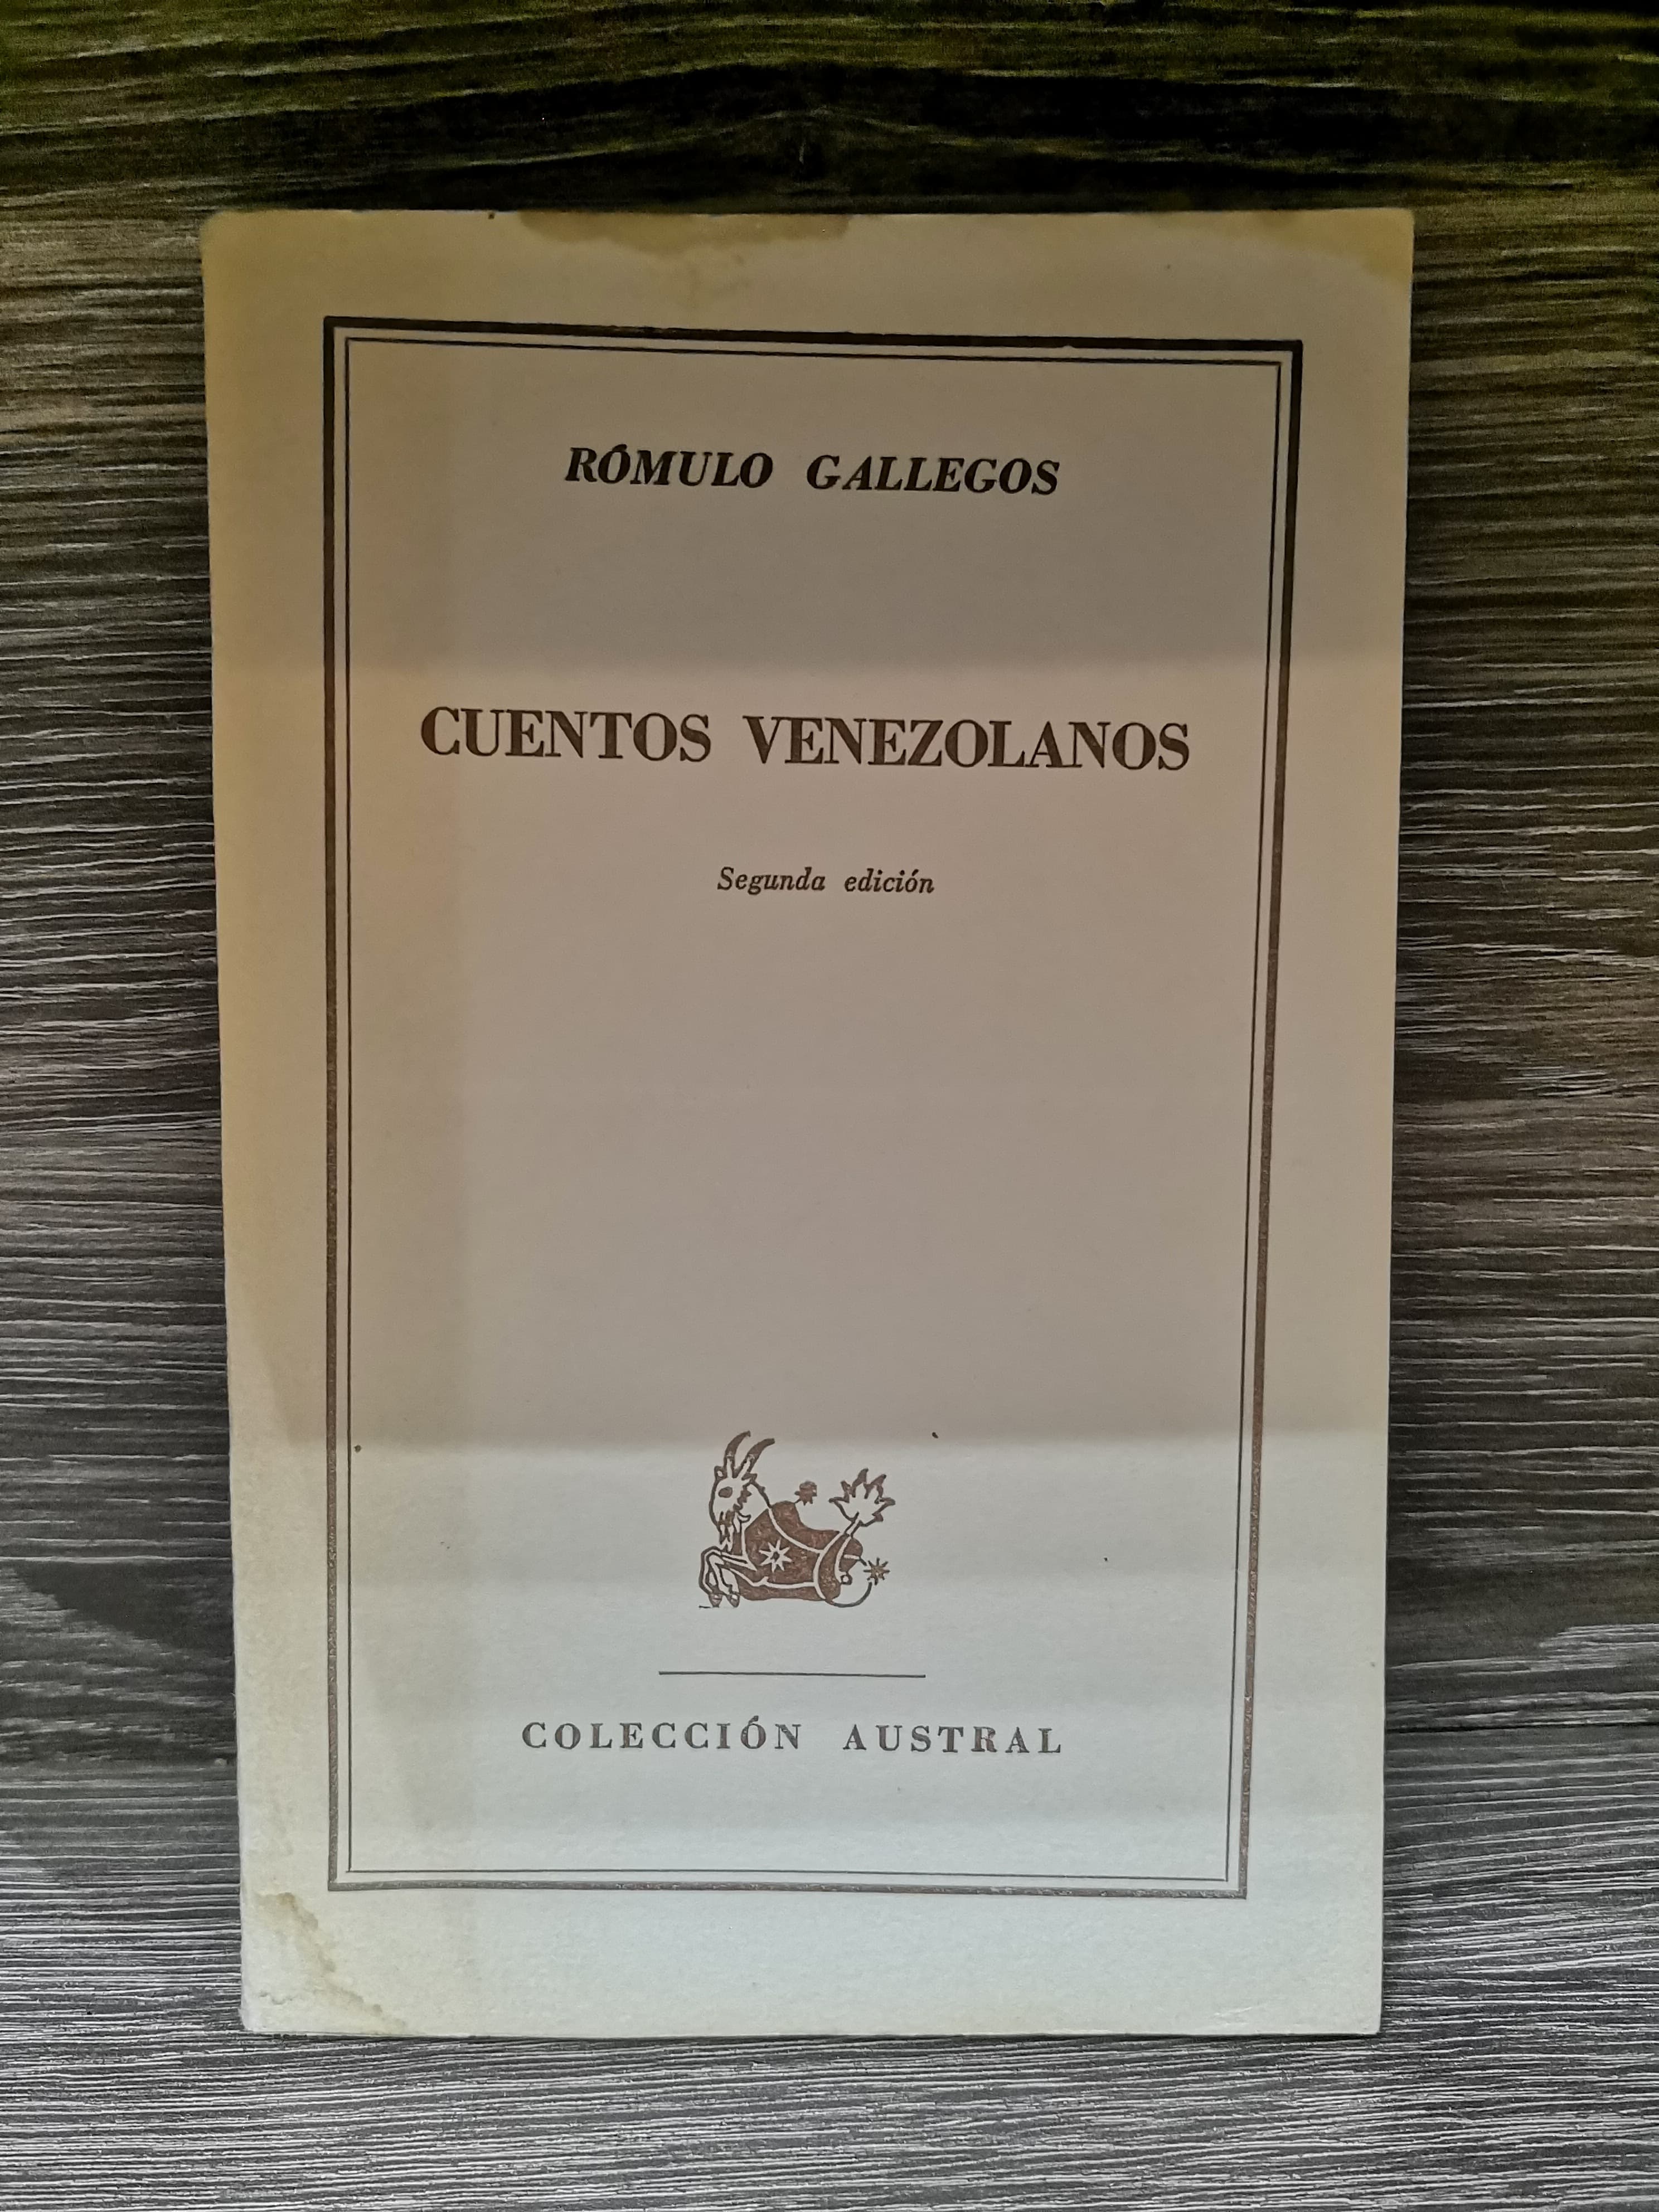 RÓMULO GALLEGOS
CUENTOS VENEZOLANOS
Segunda edición
COLECCIÓN AUSTRAL